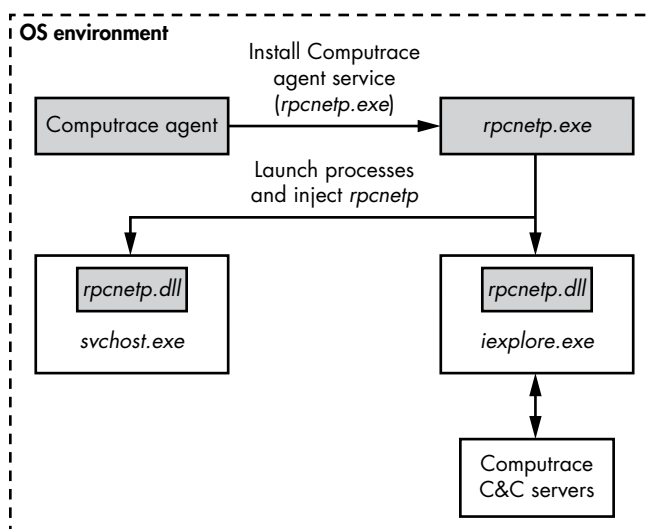 OS environment
Install Computrace
agent service
(rpcnetp.exe)
Computrace agent
rpcnetp.exe
Launch processes
and inject rpcnetp
rpcnetp.dll
svchost.exe
rpcnetp.dll
iexplore.exe
Computrace
C&C servers